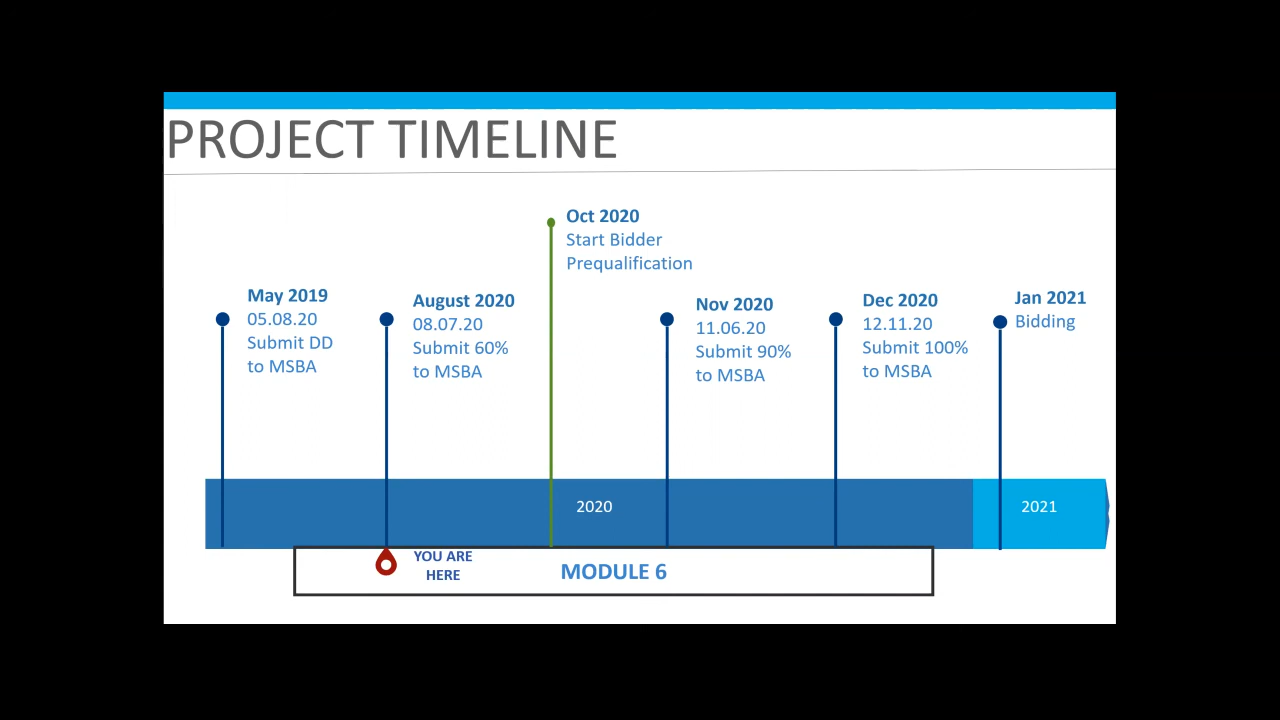 PROJECT TIMELINE
Oct 2020
Start Bidder
Prequalification
May 2019
05.08.20
Submit DD
to MSBA
August 2020
08.07.20
Submit 60%
to MSBA
Nov 2020
11.06.20
Submit 90%
to MSBA
Dec 2020
12.11.20
Submit 100%
to MSBA
Jan 2021
Bidding
2020
2021
YOU ARE
HERE
MODULE 6